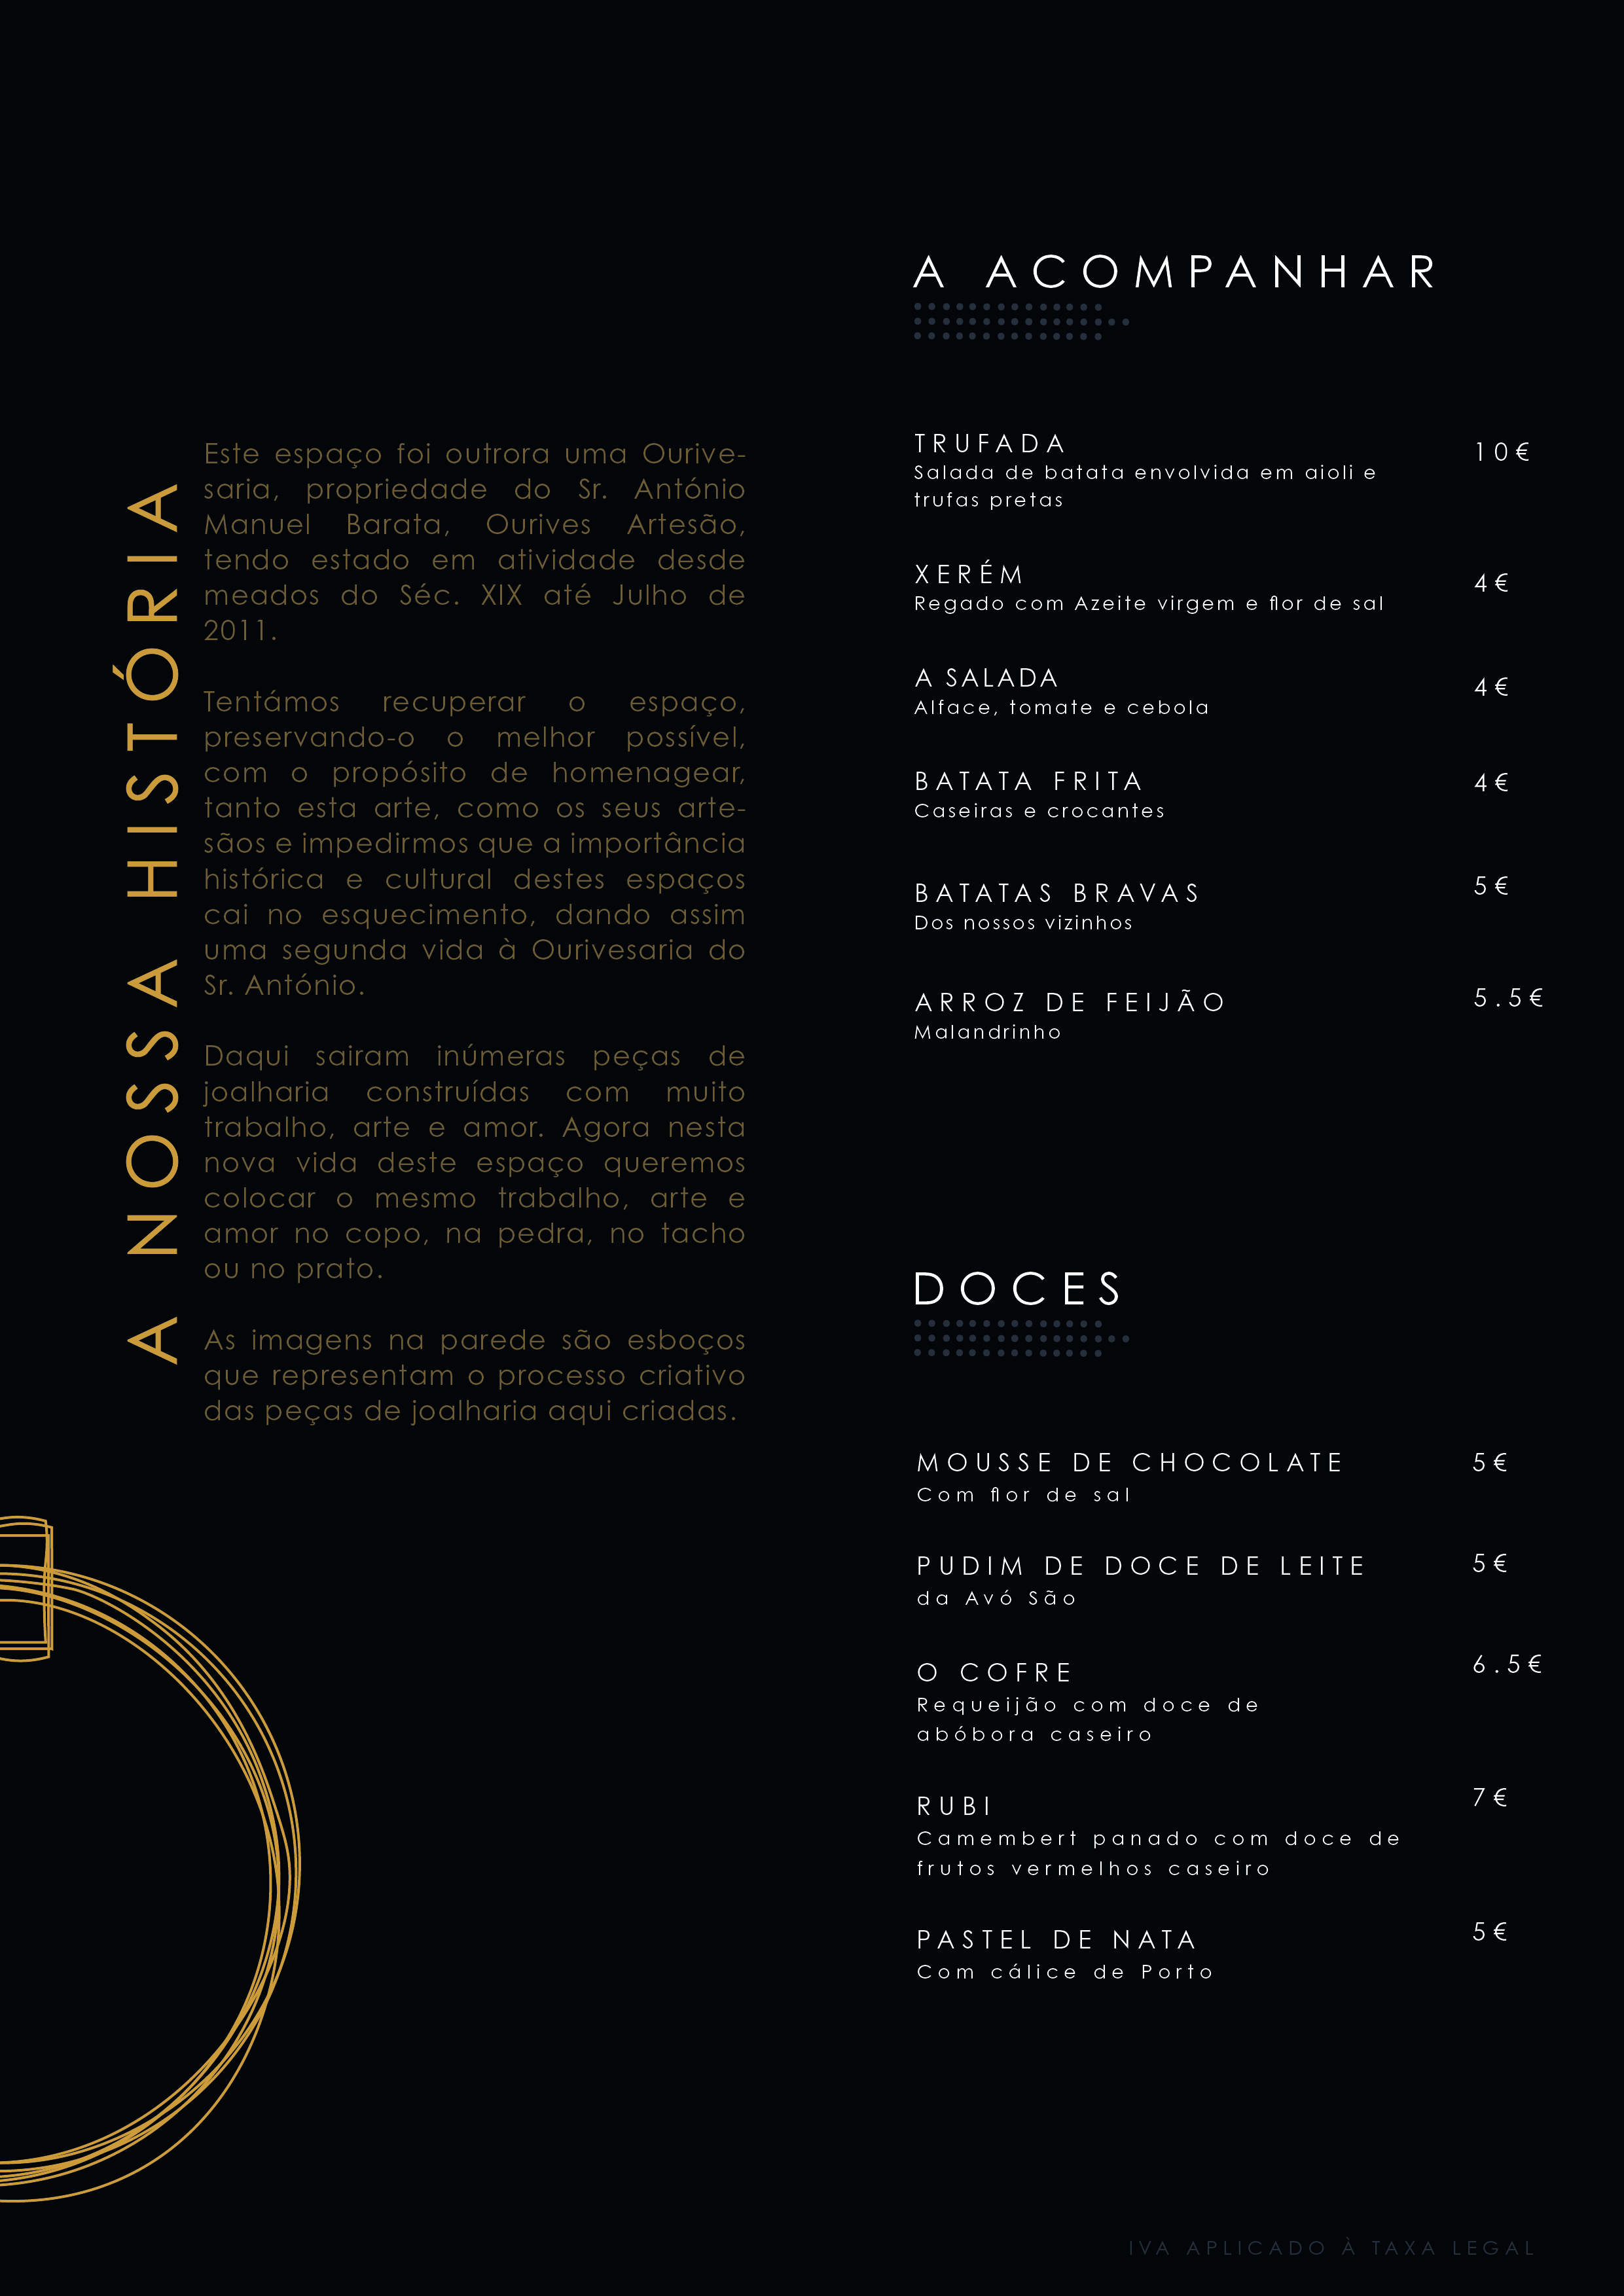 A NOSSA HISTÓRIA
Este espaço foi outrora uma Ourive-
saria, propriedade do Sr. António
Manuel Barata, Ourives Artesão,
tendo estado em atividade desde
meados do Séc. XIX até Julho de
2011.
Tentámos recuperar o espaço,
preservando-o o melhor possível,
com o propósito de homenagear,
tanto esta arte, como os seus arte-
sãos e impedirmos que a importância
histórica e cultural destes espaços
cai no esquecimento, dando assim
uma segunda vida à Ourivesaria do
Sr. António.
Daqui sairam inúmeras peças de
joalharia construídas com muito
trabalho, arte e amor. Agora nesta
nova vida deste espaço queremos
colocar o mesmo trabalho, arte e
amor no copo, na pedra, no tacho
ou no prato.
As imagens na parede são esboços
que representam o processo criativo
das peças de joalharia aqui criadas.
A ACOMPANHAR
TRUFADA 10€
Salada de batata envolvida em aioli e
trufas pretas
XERÉM 4€
Regado com Azeite virgem e flor de sal
A SALADA 4€
Alface, tomate e cebola
BATATA FRITA 4€
Caseiras e crocantes
BATATAS BRAVAS 5€
Dos nossos vizinhos
ARROZ DE FEIJÃO 5.5€
Malandrinho
DOCES
MOUSSE DE CHOCOLATE 5€
Com flor de sal
PUDIM DE DOCE DE LEITE 5€
da Avó São
O COFRE 6.5€
Requeijão com doce de
abóbora caseiro
RUBI 7€
Camembert panado com doce de
frutos vermelhos caseiro
PASTEL DE NATA 5€
Com cálice de Porto
IVA APLICADO À TAXA LEGAL